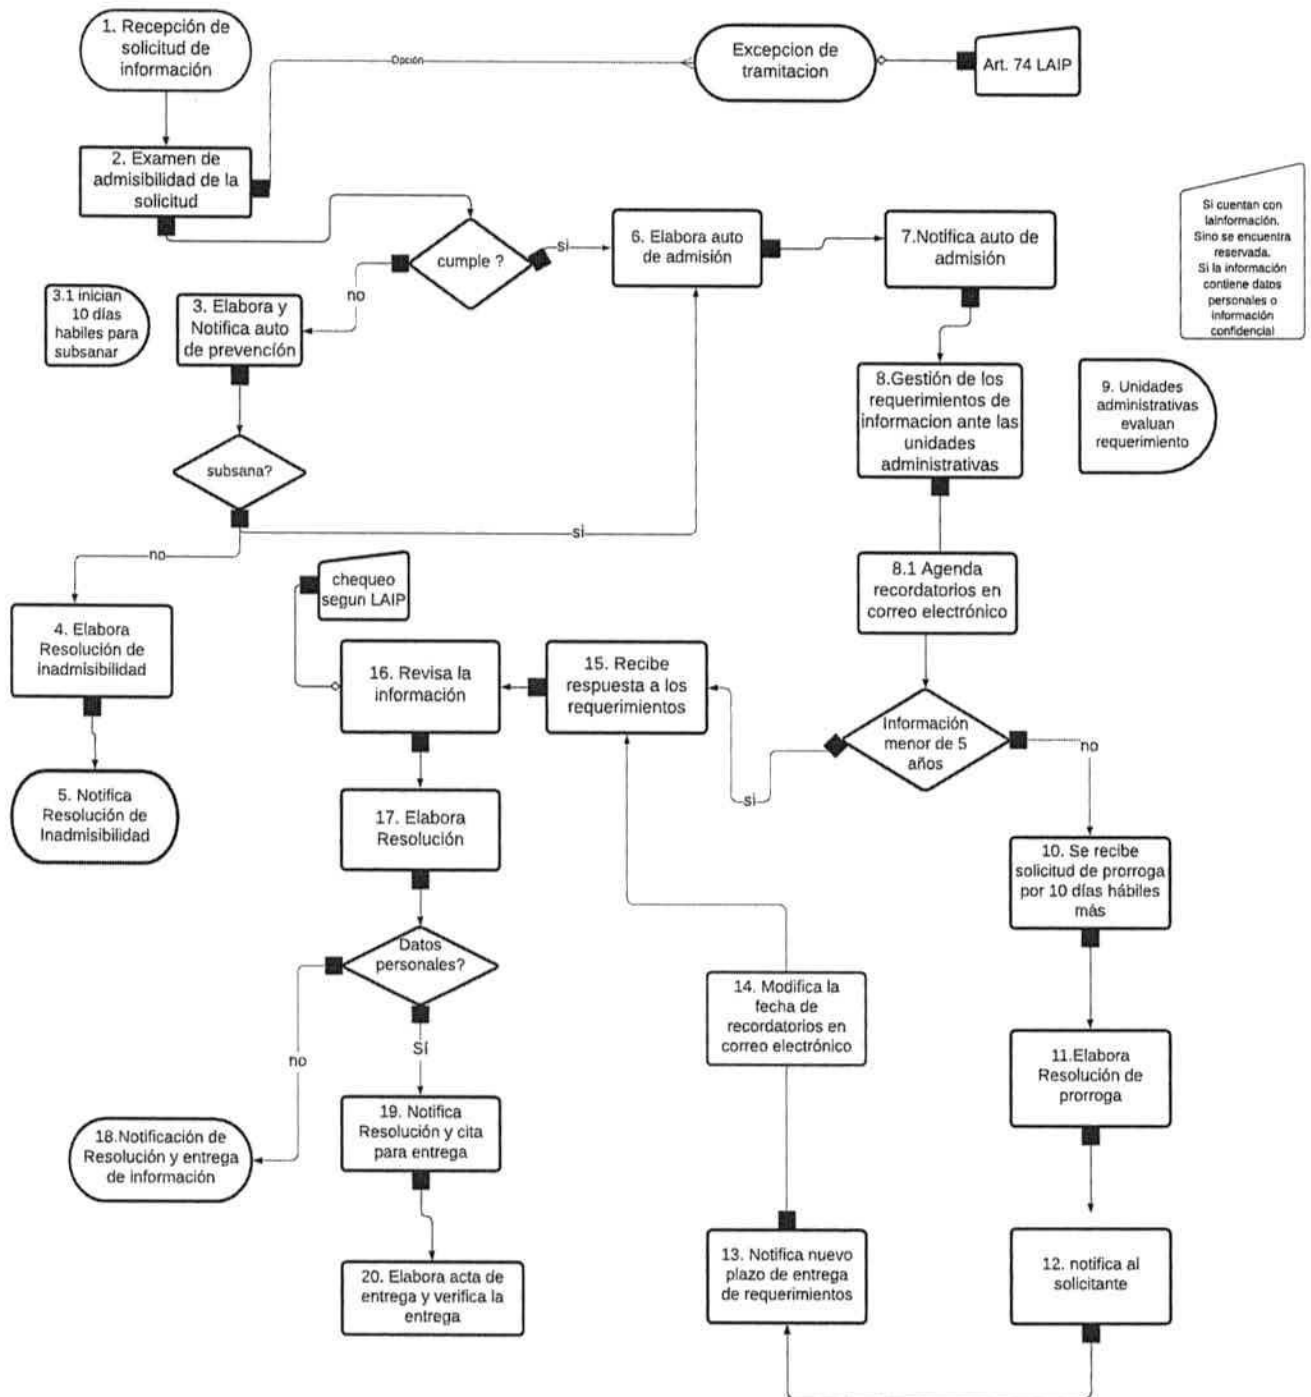 1. Recepción de
solicitud de
información
Opción
Excepcion de
tramitacion
Art. 74 LAIP
2. Examen de
admisibilidad de la
solicitud
cumple ?
si
no
6. Elabora auto
de admisión
7.Notifica auto de
admisión
Si cuentan con
lainformación.
Sino se encuentra
reservada.
Si la información
contiene datos
personales o
información
confidencial
3.1 inician
10 días
habiles para
subsanar
3. Elabora y
Notifica auto
de prevención
8.Gestión de los
requerimientos de
informacion ante las
unidades
administrativas
9. Unidades
administrativas
evaluan
requerimiento
subsana?
si
no
chequeo
segun LAIP
8.1 Agenda
recordatorios en
correo electrónico
4. Elabora
Resolución de
inadmisibilidad
16. Revisa la
información
15. Recibe
respuesta a los
requerimientos
Información
menor de 5
años
no
si
5. Notifica
Resolución de
Inadmisibilidad
17. Elabora
Resolución
10. Se recibe
solicitud de prorroga
por 10 días hábiles
más
Datos
personales?
no
SÍ
14. Modifica la
fecha de
recordatorios en
correo electrónico
11.Elabora
Resolución de
prorroga
18.Notificación de
Resolución y entrega
de información
19. Notifica
Resolución y cita
para entrega
13. Notifica nuevo
plazo de entrega
de requerimientos
12. notifica al
solicitante
20. Elabora acta de
entrega y verifica la
entrega